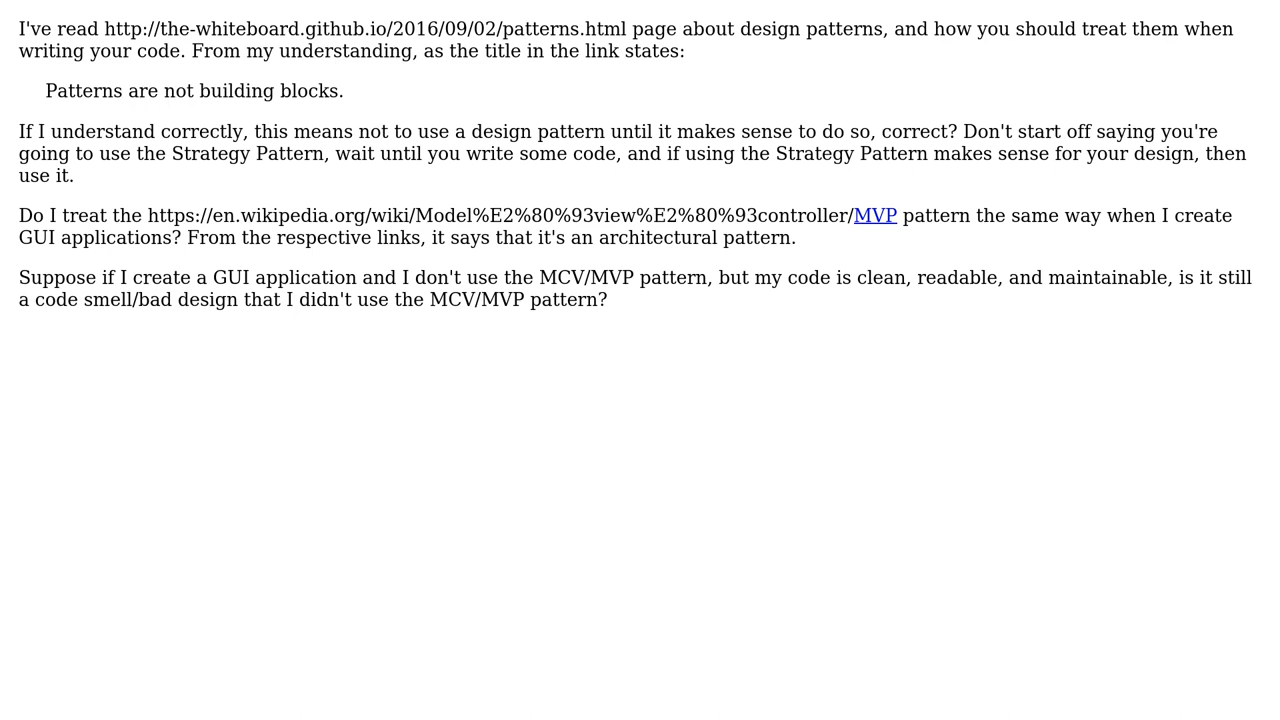 I've read http://the-whiteboard.github.io/2016/09/02/patterns.html page about design patterns, and how you should treat them when
writing your code. From my understanding, as the title in the link states:
Patterns are not building blocks.
If I understand correctly, this means not to use a design pattern until it makes sense to do so, correct? Don't start off saying you're
going to use the Strategy Pattern, wait until you write some code, and if using the Strategy Pattern makes sense for your design, then
use it.
Do I treat the https://en.wikipedia.org/wiki/Model%E2%80%93view%E2%80%93controller/MVP pattern the same way when I create
GUI applications? From the respective links, it says that it's an architectural pattern.
Suppose if I create a GUI application and I don't use the MCV/MVP pattern, but my code is clean, readable, and maintainable, is it still
a code smell/bad design that I didn't use the MCV/MVP pattern?